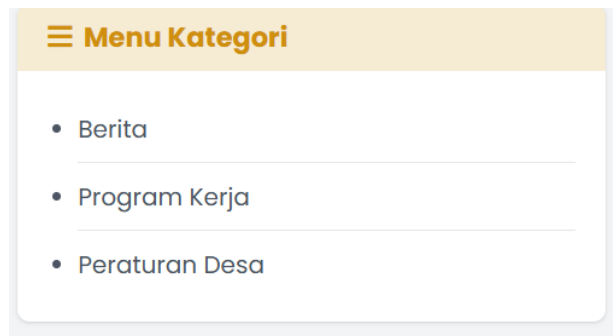 Menu Kategori
Berita
Program Kerja
Peraturan Desa